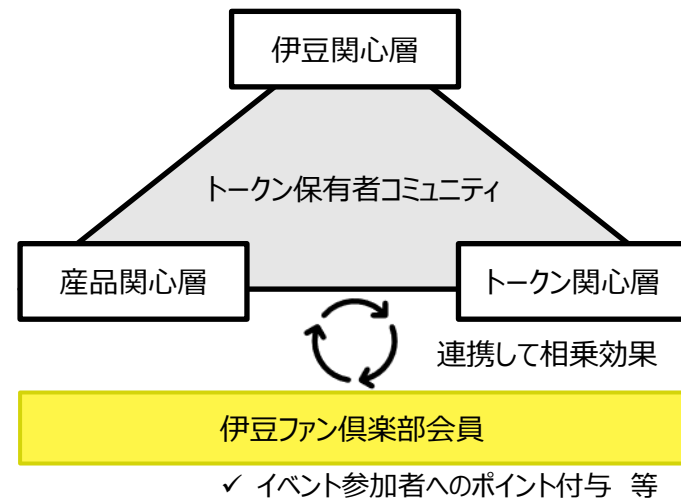 伊豆関心層
トークン保有者コミュニティ
産品関心層
トークン関心層
連携して相乗効果
伊豆ファン倶楽部会員
✓ イベント参加者へのポイント付与 等